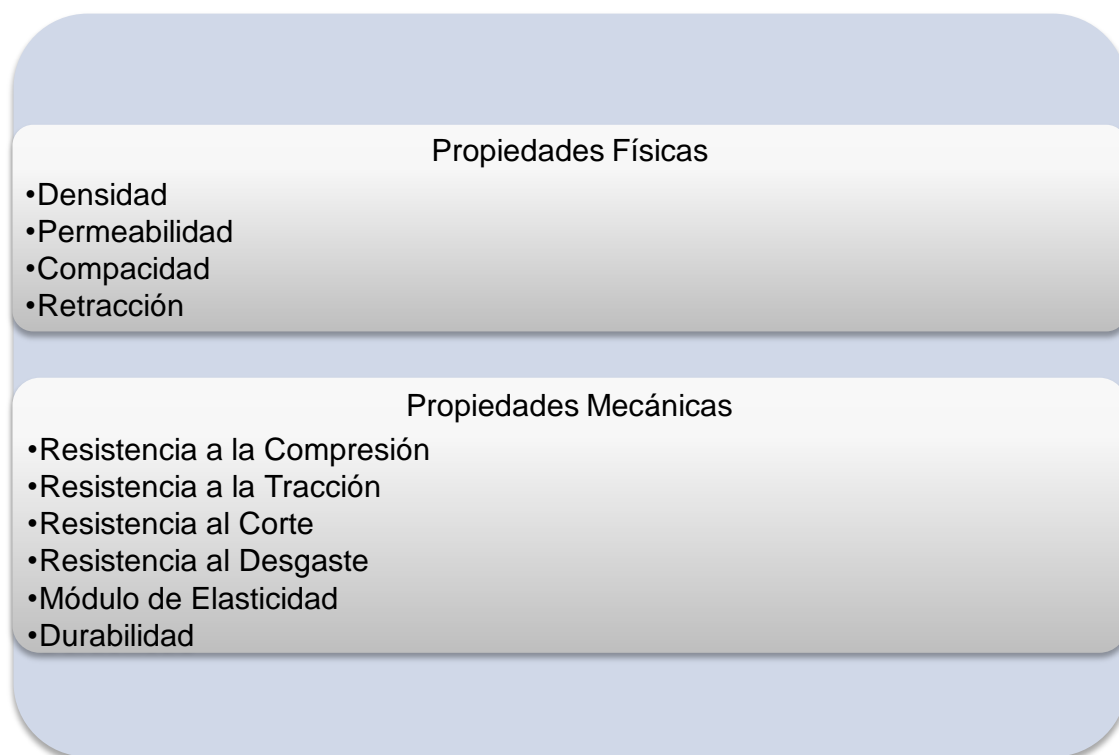 Propiedades Físicas
•Densidad
•Permeabilidad
•Compacidad
•Retracción
Propiedades Mecánicas
•Resistencia a la Compresión
•Resistencia a la Tracción
•Resistencia al Corte
•Resistencia al Desgaste
•Módulo de Elasticidad
•Durabilidad